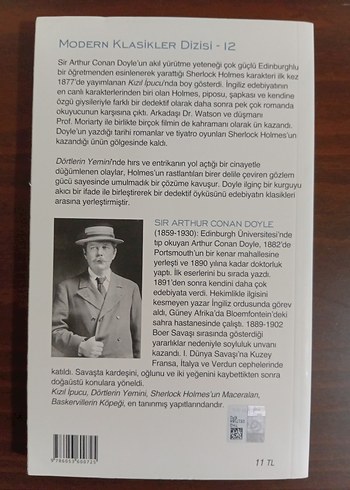 MODERN KLASİKLER DİZİSİ - 12
Sir Arthur Conan Doyle'un akıl yürütme yeteneği çok güçlü Edinburghlu
bir öğretmenden esinlenerek yarattığı Sherlock Holmes karakteri ilk kez
1877'de yayımlanan Kızıl İpucu'nda boy gösterdi. İngiliz edebiyatının
en canlı karakterlerinden biri olan Holmes, piposu, şapkası ve kendine
özgü giysileriyle farklı bir dedektif olarak daha sonra pek çok romanda
okuyucunun karşısına çıktı. Arkadaşı Dr. Watson ve düşmanı
Prof. Moriarty ile birlikte birçok filmin de kahramanı olarak ün kazandı.
Doyle'un yazdığı tarihi romanlar ve tiyatro oyunları Sherlock Holmes'un
kazandığı ünün gölgesinde kaldı.
Dörtlerin Yemini'nde hırs ve entrikanın yol açtığı bir cinayetle
düğümlenen olaylar, Holmes'un rastlantıları birer delile çeviren gözlem
gücü sayesinde umulmadık bir çözüme kavuşur. Doyle ilginç bir kurguyu
akıcı bir ifade ile birleştirerek bir dedektif öyküsünü edebiyatın klasikleri
arasına yerleştirmiştir.
SIR ARTHUR CONAN DOYLE
(1859-1930): Edinburgh Üniversitesi'nde
tıp okuyan Arthur Conan Doyle, 1882'de
Portsmouth'un bir kenar mahallesine
yerleşti ve 1890 yılına kadar doktorluk
yaptı. İlk eserlerini bu sırada yazdı.
1891'den sonra kendini daha çok
edebiyata verdi. Hekimlikle ilgisini
kesmeyen yazar İngiliz ordusunda görev
aldı, Güney Afrika'da Bloemfontein'deki
sahra hastanesinde çalıştı. 1889-1902
Boer Savaşı sırasında gösterdiği
yararlıklar nedeniyle soyluluk unvanı
kazandı. I. Dünya Savaşı'na Kuzey
Fransa, İtalya ve Verdun cephelerinde
katıldı. Savaşta kardeşini, oğlunu ve iki yeğenini kaybettikten sonra
doğaüstü konulara yöneldi.
Kızıl İpucu, Dörtlerin Yemini, Sherlock Holmes'un Maceraları,
Baskervillerin Köpeği, en tanınmış yapıtlarındandır.
11 TL